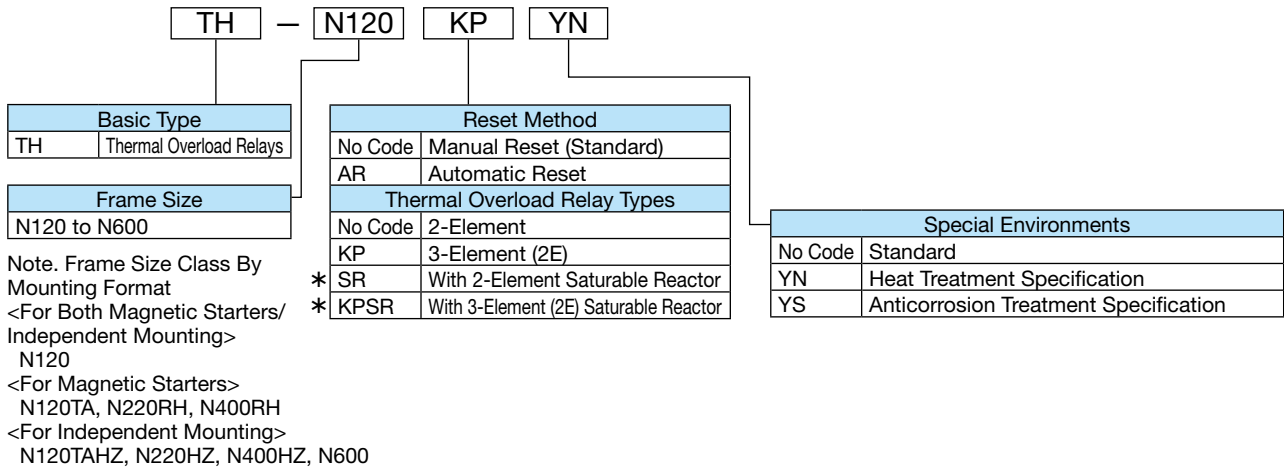 TH – N120 KP YN
Basic Type
TH Thermal Overload Relays
Frame Size
N120 to N600
Note. Frame Size Class By
Mounting Format
<For Both Magnetic Starters/
Independent Mounting>
N120
<For Magnetic Starters>
N120TA, N220RH, N400RH
<For Independent Mounting>
N120TAHZ, N220HZ, N400HZ, N600
Reset Method
No Code Manual Reset (Standard)
AR Automatic Reset
Thermal Overload Relay Types
No Code 2-Element
KP 3-Element (2E)
* SR With 2-Element Saturable Reactor
* KPSR With 3-Element (2E) Saturable Reactor
Special Environments
No Code Standard
YN Heat Treatment Specification
YS Anticorrosion Treatment Specification